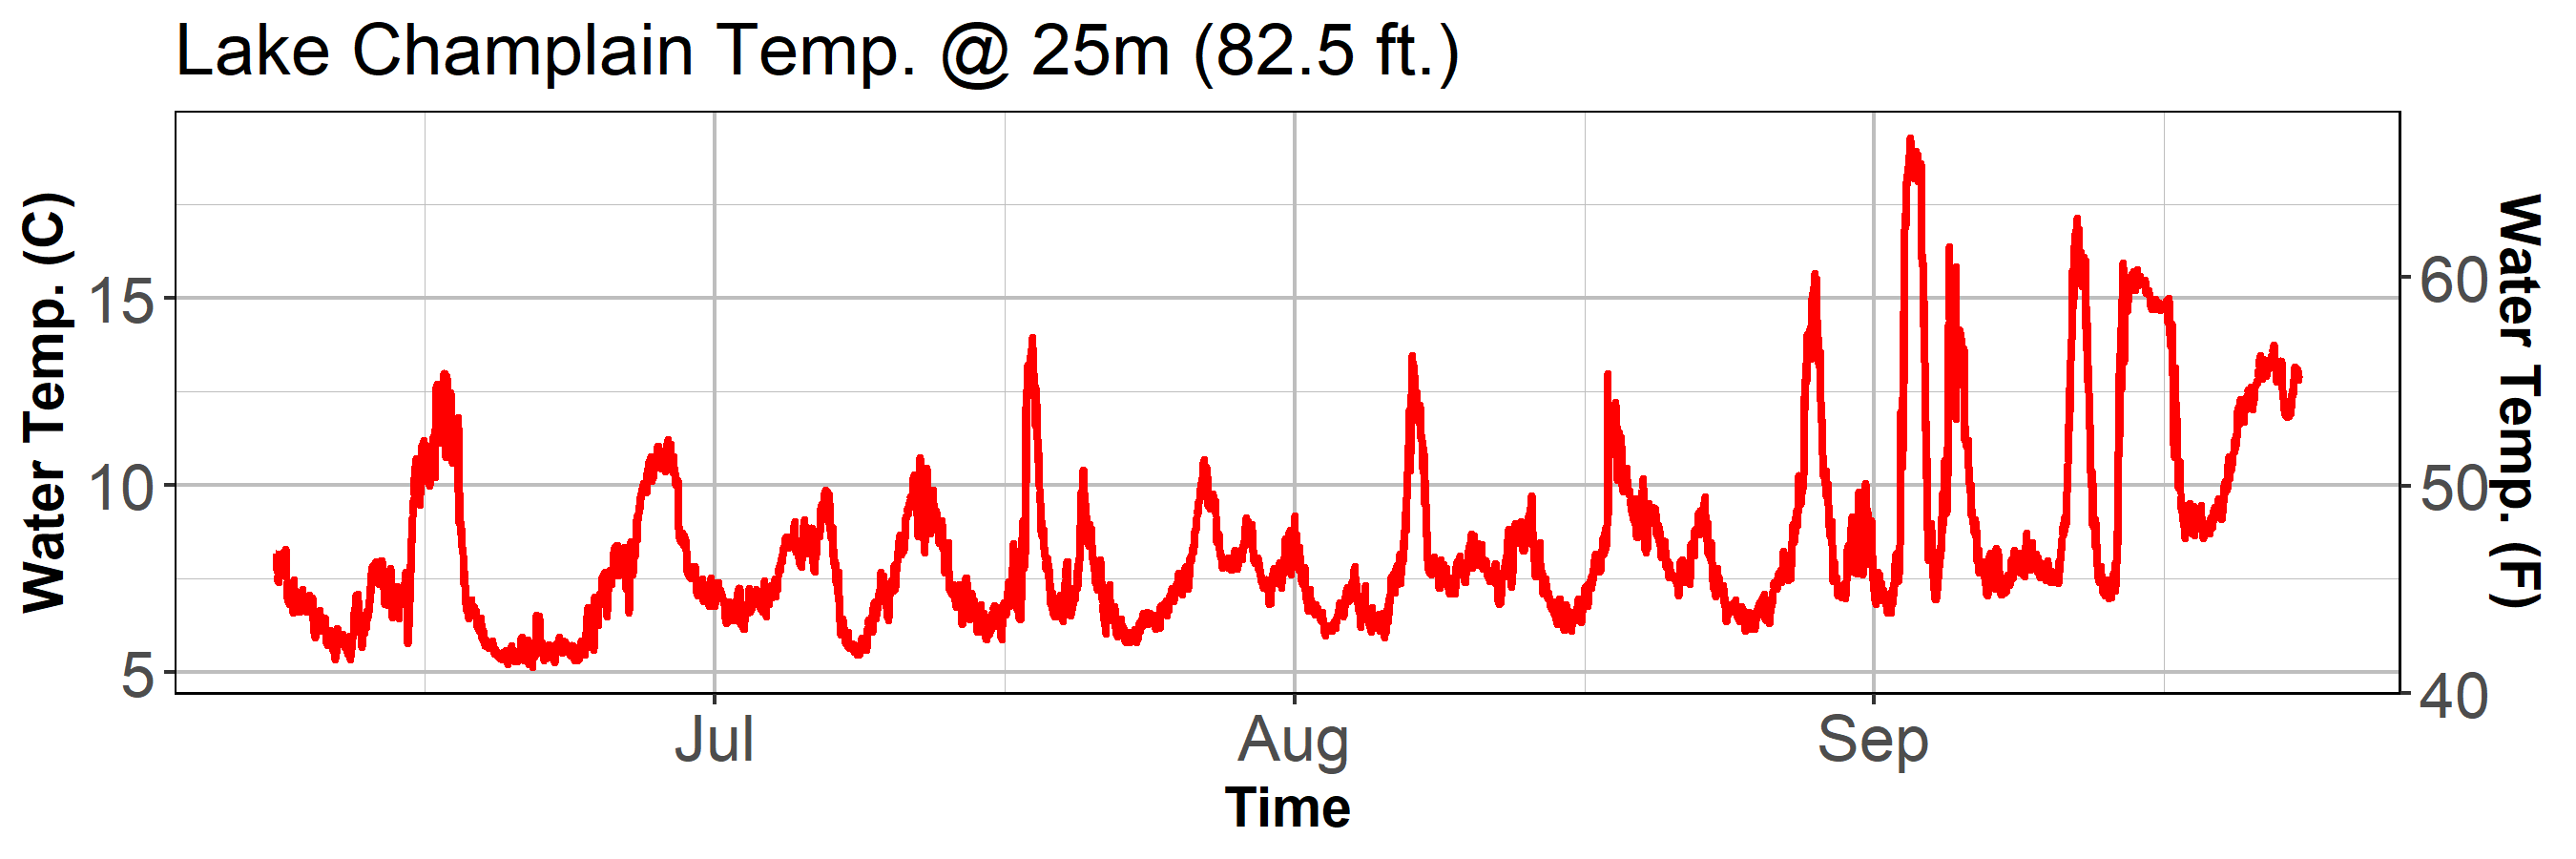 Lake Champlain Temp. @ 25m (82.5 ft.)
Water Temp. (C)
15
10
5
60
50
40
Water Temp. (F)
Jul Aug Sep
Time